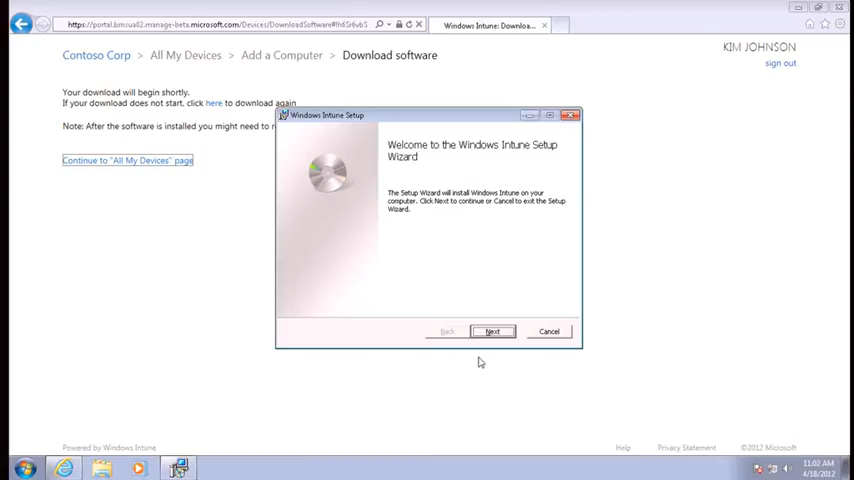 https://portal.bmsua02.manage-beta.microsoft.com/Devices/DownloadSoftware#!h6Sr6vbS
Windows Intune: Downloa...
Contoso Corp > All My Devices > Add a Computer > Download software
KIM JOHNSON
sign out
Your download will begin shortly.
If your download does not start, click here to download again
Note: After the software is installed you might need to
Continue to "All My Devices" page
Windows Intune Setup
Welcome to the Windows Intune Setup
Wizard
The Setup Wizard will install Windows Intune on your
computer. Click Next to continue or Cancel to exit the Setup
Wizard.
Back
Next
Cancel
Powered by Windows Intune
Help
Privacy Statement
©2012 Microsoft
11:02 AM
4/18/2012